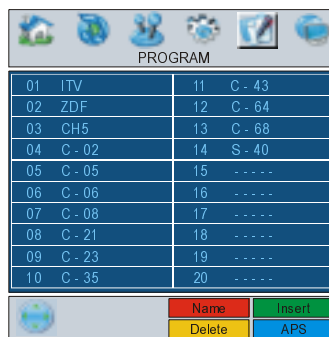 PROGRAM
01 ITV 11 C - 43
02 ZDF 12 C - 64
03 CH5 13 C - 68
04 C - 02 14 S - 40
05 C - 05 15 - - - - -
06 C - 06 16 - - - - -
07 C - 08 17 - - - - -
08 C - 21 18 - - - - -
09 C - 23 19 - - - - -
10 C - 35 20 - - - - -
Name Insert
Delete APS